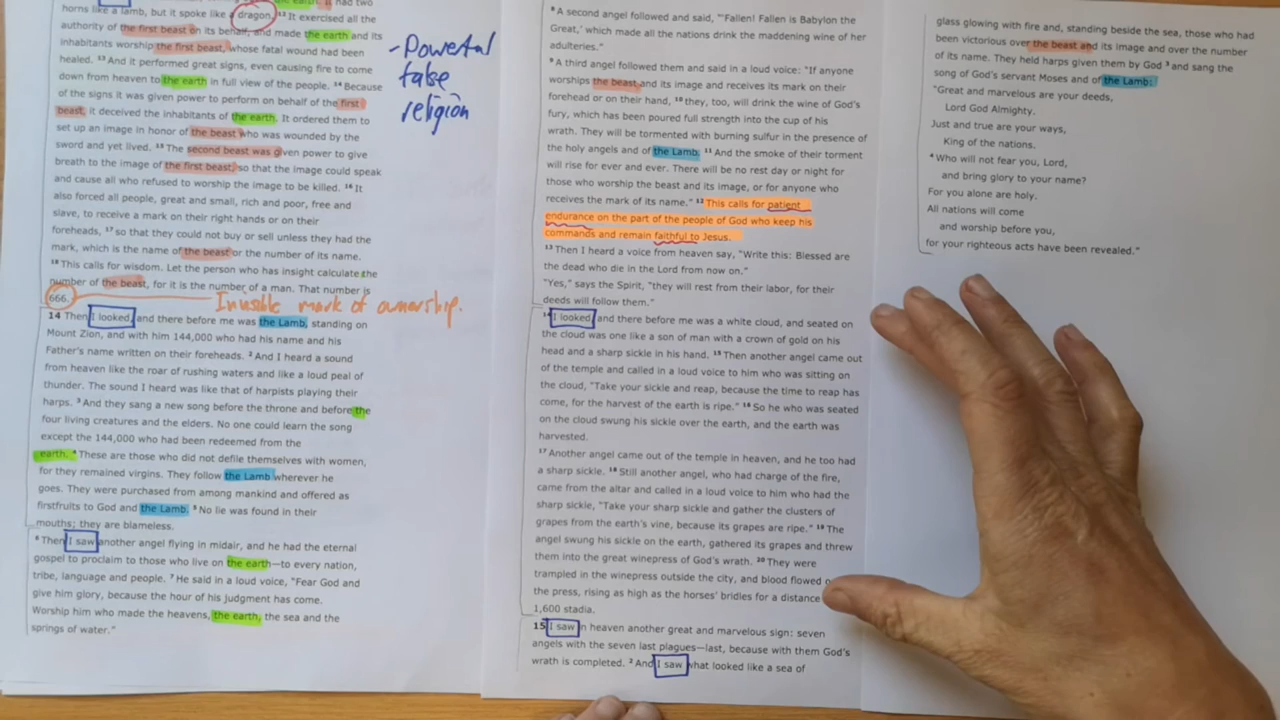 horns like a lamb, but it spoke like a dragon. ¹² It exercised all the
authority of the first beast on its behalf, and made the earth and its
inhabitants worship the first beast, whose fatal wound had been
healed. ¹³ And it performed great signs, even causing fire to come
down from heaven to the earth in full view of the people. ¹⁴ Because
of the signs it was given power to perform on behalf of the first
beast, it deceived the inhabitants of the earth. It ordered them to
set up an image in honor of the beast who was wounded by the
sword and yet lived. ¹⁵ The second beast was given power to give
breath to the image of the first beast, so that the image could speak
and cause all who refused to worship the image to be killed. ¹⁶ It
also forced all people, great and small, rich and poor, free and
slave, to receive a mark on their right hands or on their
foreheads, ¹⁷ so that they could not buy or sell unless they had the
mark, which is the name of the beast or the number of its name.
¹⁸ This calls for wisdom. Let the person who has insight calculate the
number of the beast, for it is the number of a man. That number is
666.
Invisible mark of ownership.
-Powerful
false
religion
14 Then I looked, and there before me was the Lamb, standing on
Mount Zion, and with him 144,000 who had his name and his
Father's name written on their foreheads. ² And I heard a sound
from heaven like the roar of rushing waters and like a loud peal of
thunder. The sound I heard was like that of harpists playing their
harps. ³ And they sang a new song before the throne and before the
four living creatures and the elders. No one could learn the song
except the 144,000 who had been redeemed from the
earth. ⁴ These are those who did not defile themselves with women,
for they remained virgins. They follow the Lamb wherever he
goes. They were purchased from among mankind and offered as
firstfruits to God and the Lamb. ⁵ No lie was found in their
mouths; they are blameless.
⁶ Then I saw another angel flying in midair, and he had the eternal
gospel to proclaim to those who live on the earth—to every nation,
tribe, language and people. ⁷ He said in a loud voice, "Fear God and
give him glory, because the hour of his judgment has come.
Worship him who made the heavens, the earth, the sea and the
springs of water."
⁸ A second angel followed and said, "'Fallen! Fallen is Babylon the
Great,' which made all the nations drink the maddening wine of her
adulteries."
⁹ A third angel followed them and said in a loud voice: "If anyone
worships the beast and its image and receives its mark on their
forehead or on their hand, ¹⁰ they, too, will drink the wine of God's
fury, which has been poured full strength into the cup of his
wrath. They will be tormented with burning sulfur in the presence of
the holy angels and of the Lamb. ¹¹ And the smoke of their torment
will rise for ever and ever. There will be no rest day or night for
those who worship the beast and its image, or for anyone who
receives the mark of its name." ¹² This calls for patient
endurance on the part of the people of God who keep his
commands and remain faithful to Jesus.
¹³ Then I heard a voice from heaven say, "Write this: Blessed are
the dead who die in the Lord from now on."
"Yes," says the Spirit, "they will rest from their labor, for their
deeds will follow them."
¹⁴ I looked, and there before me was a white cloud, and seated on
the cloud was one like a son of man with a crown of gold on his
head and a sharp sickle in his hand. ¹⁵ Then another angel came out
of the temple and called in a loud voice to him who was sitting on
the cloud, "Take your sickle and reap, because the time to reap has
come, for the harvest of the earth is ripe." ¹⁶ So he who was seated
on the cloud swung his sickle over the earth, and the earth was
harvested.
¹⁷ Another angel came out of the temple in heaven, and he too had
a sharp sickle. ¹⁸ Still another angel, who had charge of the fire,
came from the altar and called in a loud voice to him who had the
sharp sickle, "Take your sharp sickle and gather the clusters of
grapes from the earth's vine, because its grapes are ripe." ¹⁹ The
angel swung his sickle on the earth, gathered its grapes and threw
them into the great winepress of God's wrath. ²⁰ They were
trampled in the winepress outside the city, and blood flowed
the press, rising as high as the horses' bridles for a distance
1,600 stadia.
15 I saw in heaven another great and marvelous sign: seven
angels with the seven last plagues—last, because with them God's
wrath is completed. ² And I saw what looked like a sea of
glass glowing with fire and, standing beside the sea, those who had
been victorious over the beast and its image and over the number
of its name. They held harps given them by God ³ and sang the
song of God's servant Moses and of the Lamb:
"Great and marvelous are your deeds,
Lord God Almighty.
Just and true are your ways,
King of the nations.
⁴ Who will not fear you, Lord,
and bring glory to your name?
For you alone are holy.
All nations will come
and worship before you,
for your righteous acts have been revealed."